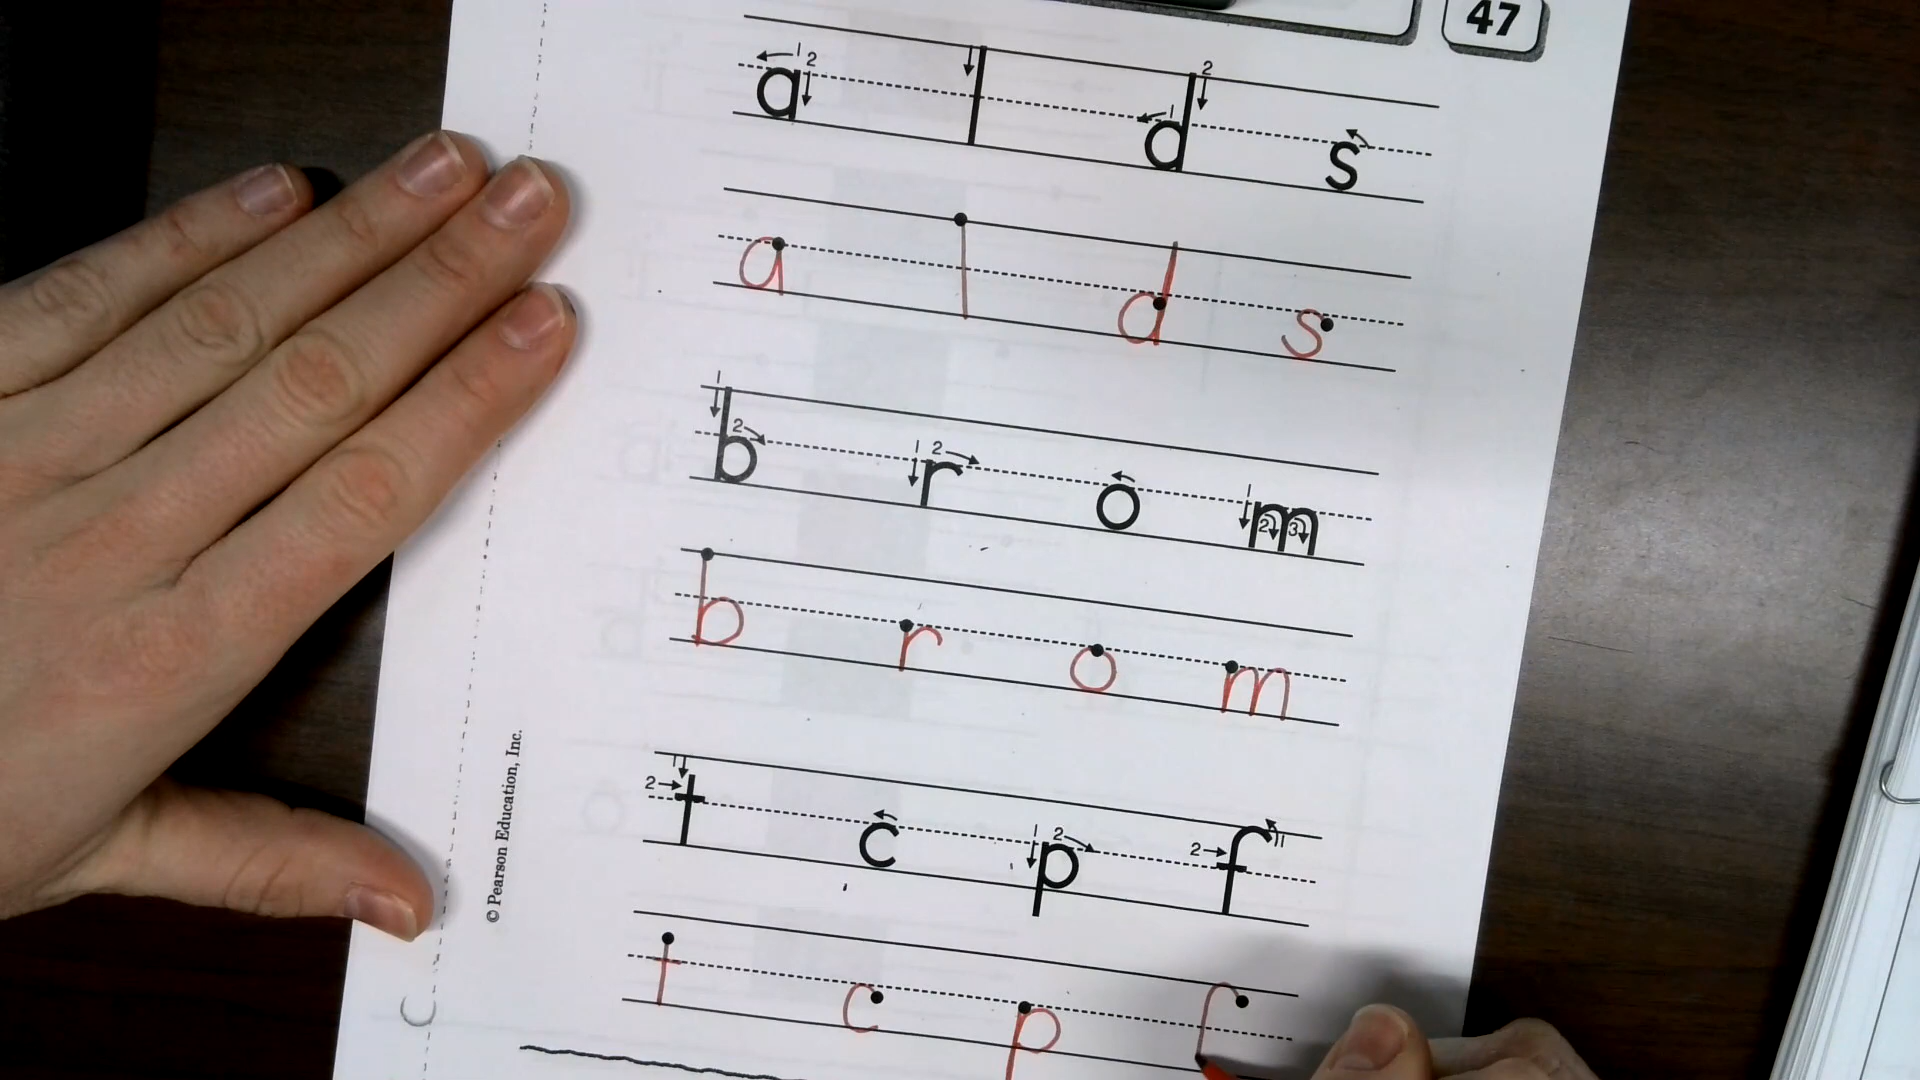 47
a l d s
a l d s
b r o m
b r o m
t c p f
t c p f
© Pearson Education, Inc.